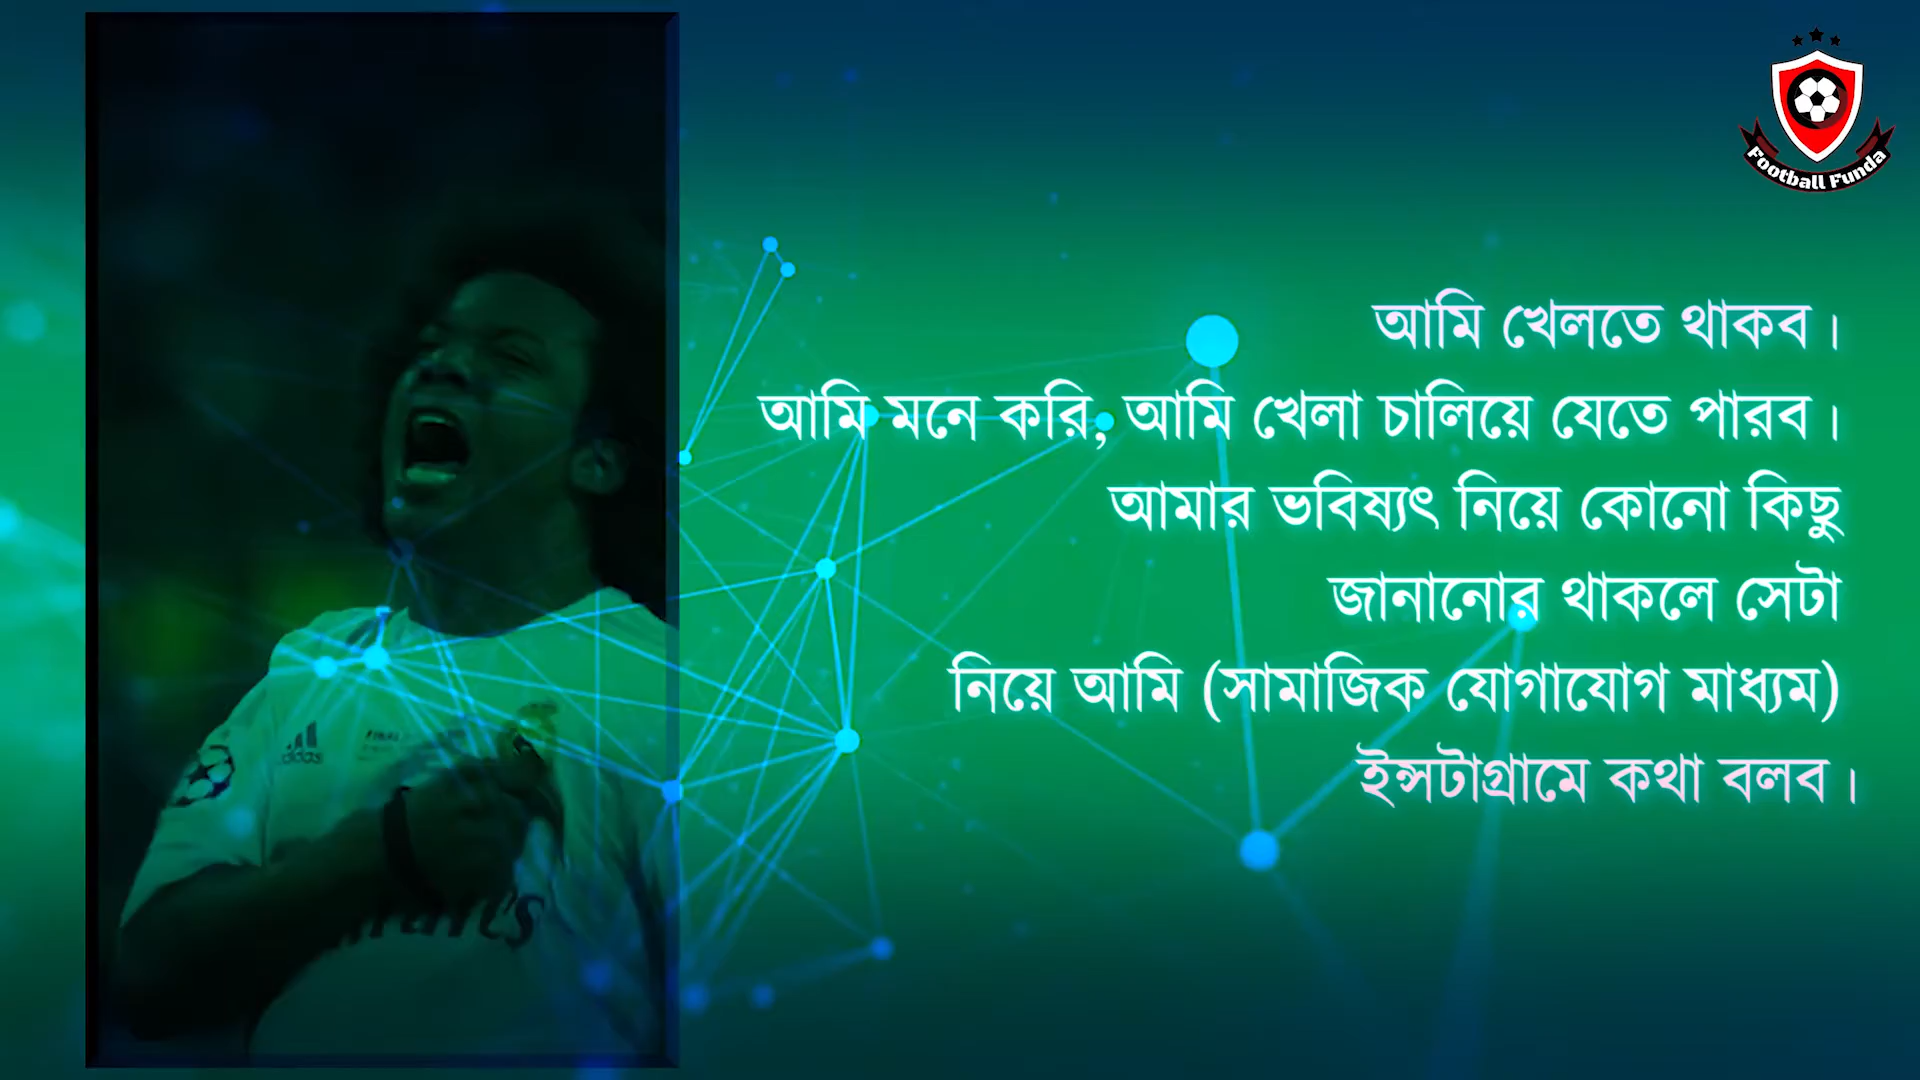 Football Funda
আমি খেলতে থাকব।
আমি মনে করি, আমি খেলা চালিয়ে যেতে পারব।
আমার ভবিষ্যৎ নিয়ে কোনো কিছু
জানানোর থাকলে সেটা
নিয়ে আমি (সামাজিক যোগাযোগ মাধ্যম)
ইন্সটাগ্রামে কথা বলব।
adidas